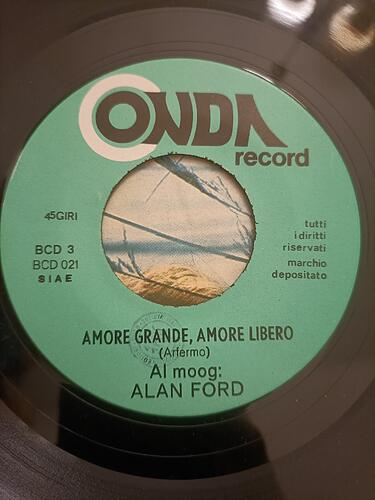 ONDA
record
45GIRI
BCD 3
BCD 021
SIAE
tutti
i diritti
riservati
marchio
depositato
AMORE GRANDE, AMORE LIBERO
(Arfermo)
Al moog:
ALAN FORD